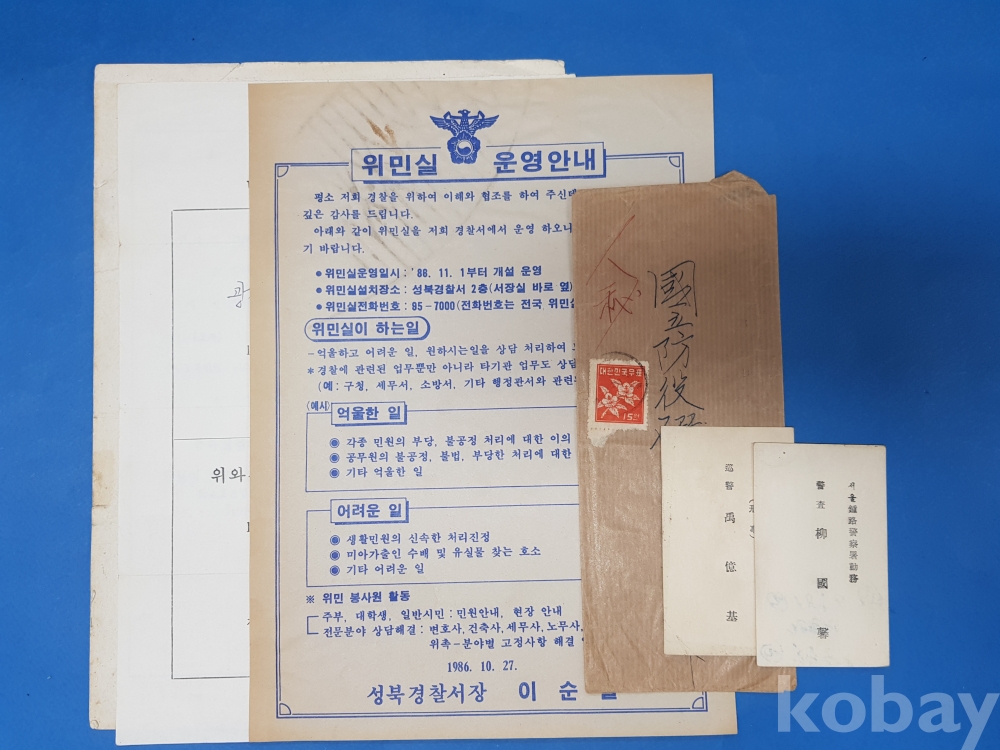 위민실 운영안내
평소 저희 경찰을 위하여 이해와 협조를 하여 주신데
깊은 감사를 드립니다.
아래와 같이 위민실을 저희 경찰서에서 운영 하오니
기 바랍니다.
● 위민실운영일시 : '86. 11. 1부터 개설 운영
● 위민실설치장소 : 성북경찰서 2층(서장실 바로 옆)
● 위민실전화번호 : 95-7000(전화번호는 전국 위민실
위민실이 하는일
-억울하고 어려운 일, 원하시는일을 상담 처리하여
*경찰에 관련된 업무뿐만 아니라 타기관 업무도 상담
(예 : 구청, 세무서, 소방서, 기타 행정관서와 관련
(예시)
억울한 일
◉ 각종 민원의 부당, 불공정 처리에 대한 이의
◉ 공무원의 불공정, 불법, 부당한 처리에 대한
◉ 기타 억울한 일
어려운 일
◉ 생활민원의 신속한 처리진정
◉ 미아가출인 수배 및 유실물 찾는 호소
◉ 기타 어려운 일
※ 위민 봉사원 활동
주부, 대학생, 일반시민 : 민원안내, 현장 안내
전문분야 상담해결 : 변호사, 건축사, 세무사, 노무사,
위촉-분야별 고정사항 해결
1986. 10. 27.
성북경찰서장 이 순
광
위와
人秘
國立防役
대한민국우표
15
巡警 禹憶基
서울鍾路警察署勤務
警査 柳國馨
kobay